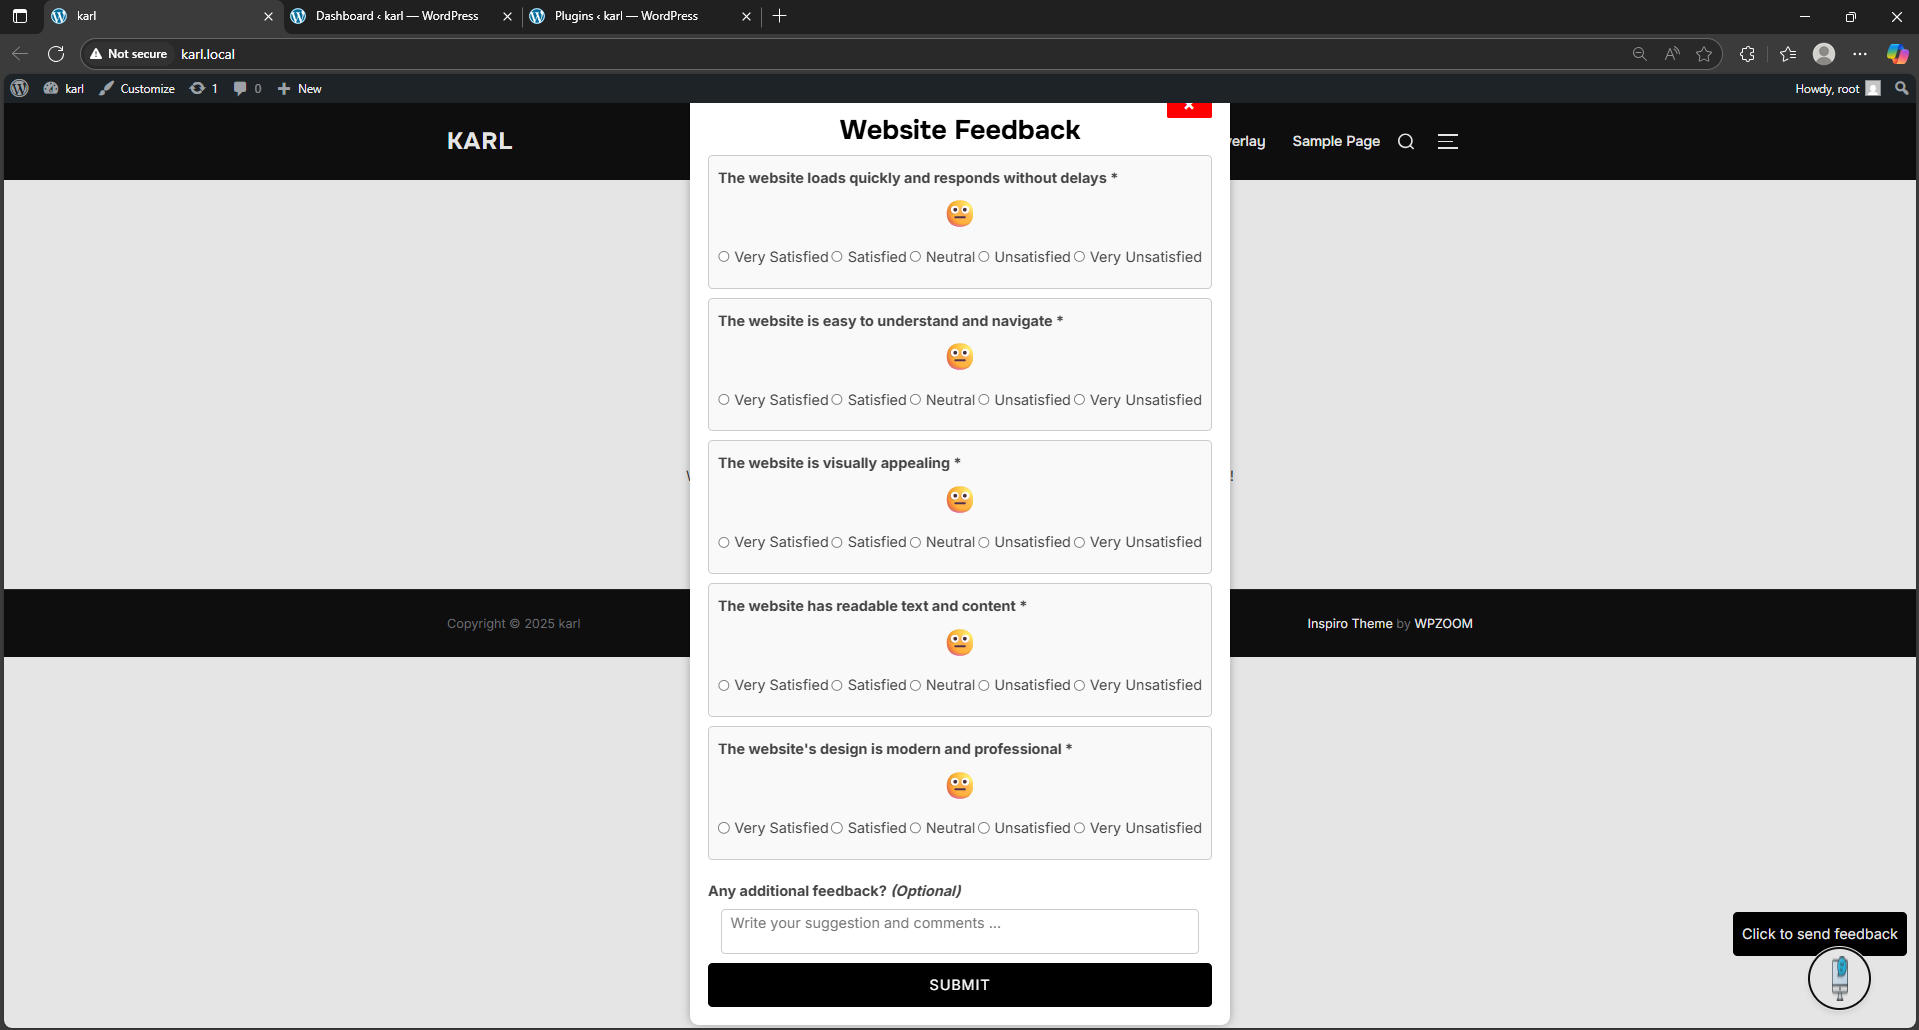 karl
Dashboard ‹ karl — WordPress
Plugins ‹ karl — WordPress
Not secure
karl.local
karl
Customize
1
0
New
Howdy, root
x
KARL
Website Feedback
Sample Page
The website loads quickly and responds without delays *
Very Satisfied Satisfied Neutral Unsatisfied Very Unsatisfied
The website is easy to understand and navigate *
Very Satisfied Satisfied Neutral Unsatisfied Very Unsatisfied
The website is visually appealing *
!
Very Satisfied Satisfied Neutral Unsatisfied Very Unsatisfied
The website has readable text and content *
Copyright © 2025 karl
Inspiro Theme by WPZOOM
Very Satisfied Satisfied Neutral Unsatisfied Very Unsatisfied
The website's design is modern and professional *
Very Satisfied Satisfied Neutral Unsatisfied Very Unsatisfied
Any additional feedback? (Optional)
Write your suggestion and comments ...
Click to send feedback
SUBMIT